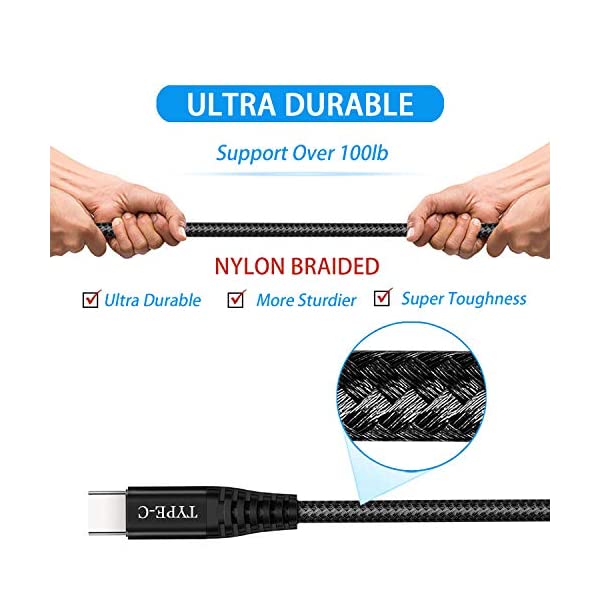 ULTRA DURABLE
Support Over 100lb
NYLON BRAIDED
Ultra Durable More Sturdier Super Toughness
TYPE-C